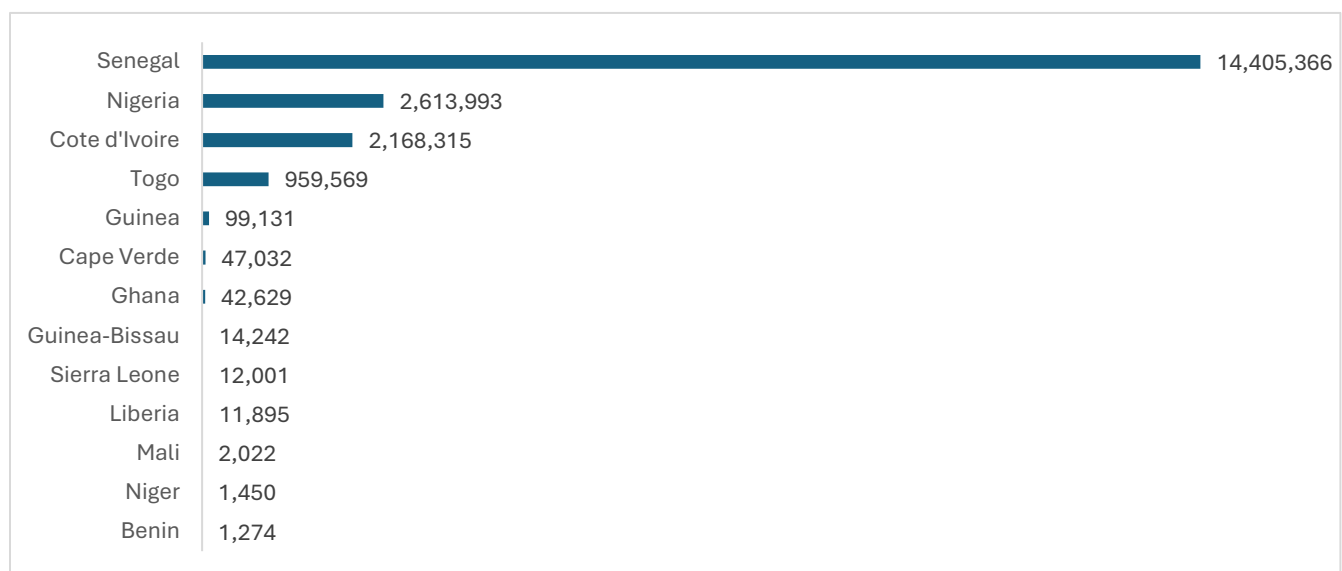 Senegal 14,405,366
Nigeria 2,613,993
Cote d'Ivoire 2,168,315
Togo 959,569
Guinea 99,131
Cape Verde 47,032
Ghana 42,629
Guinea-Bissau 14,242
Sierra Leone 12,001
Liberia 11,895
Mali 2,022
Niger 1,450
Benin 1,274